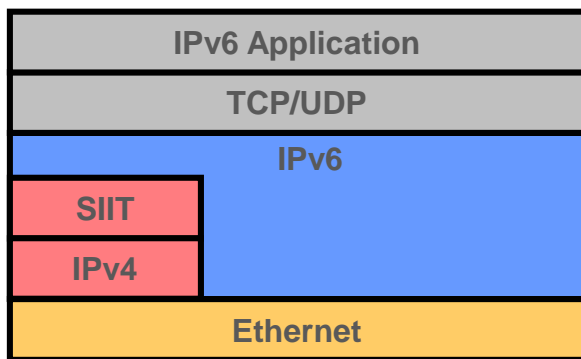 IPv6 Application
TCP/UDP
IPv6
SIIT
IPv4
Ethernet